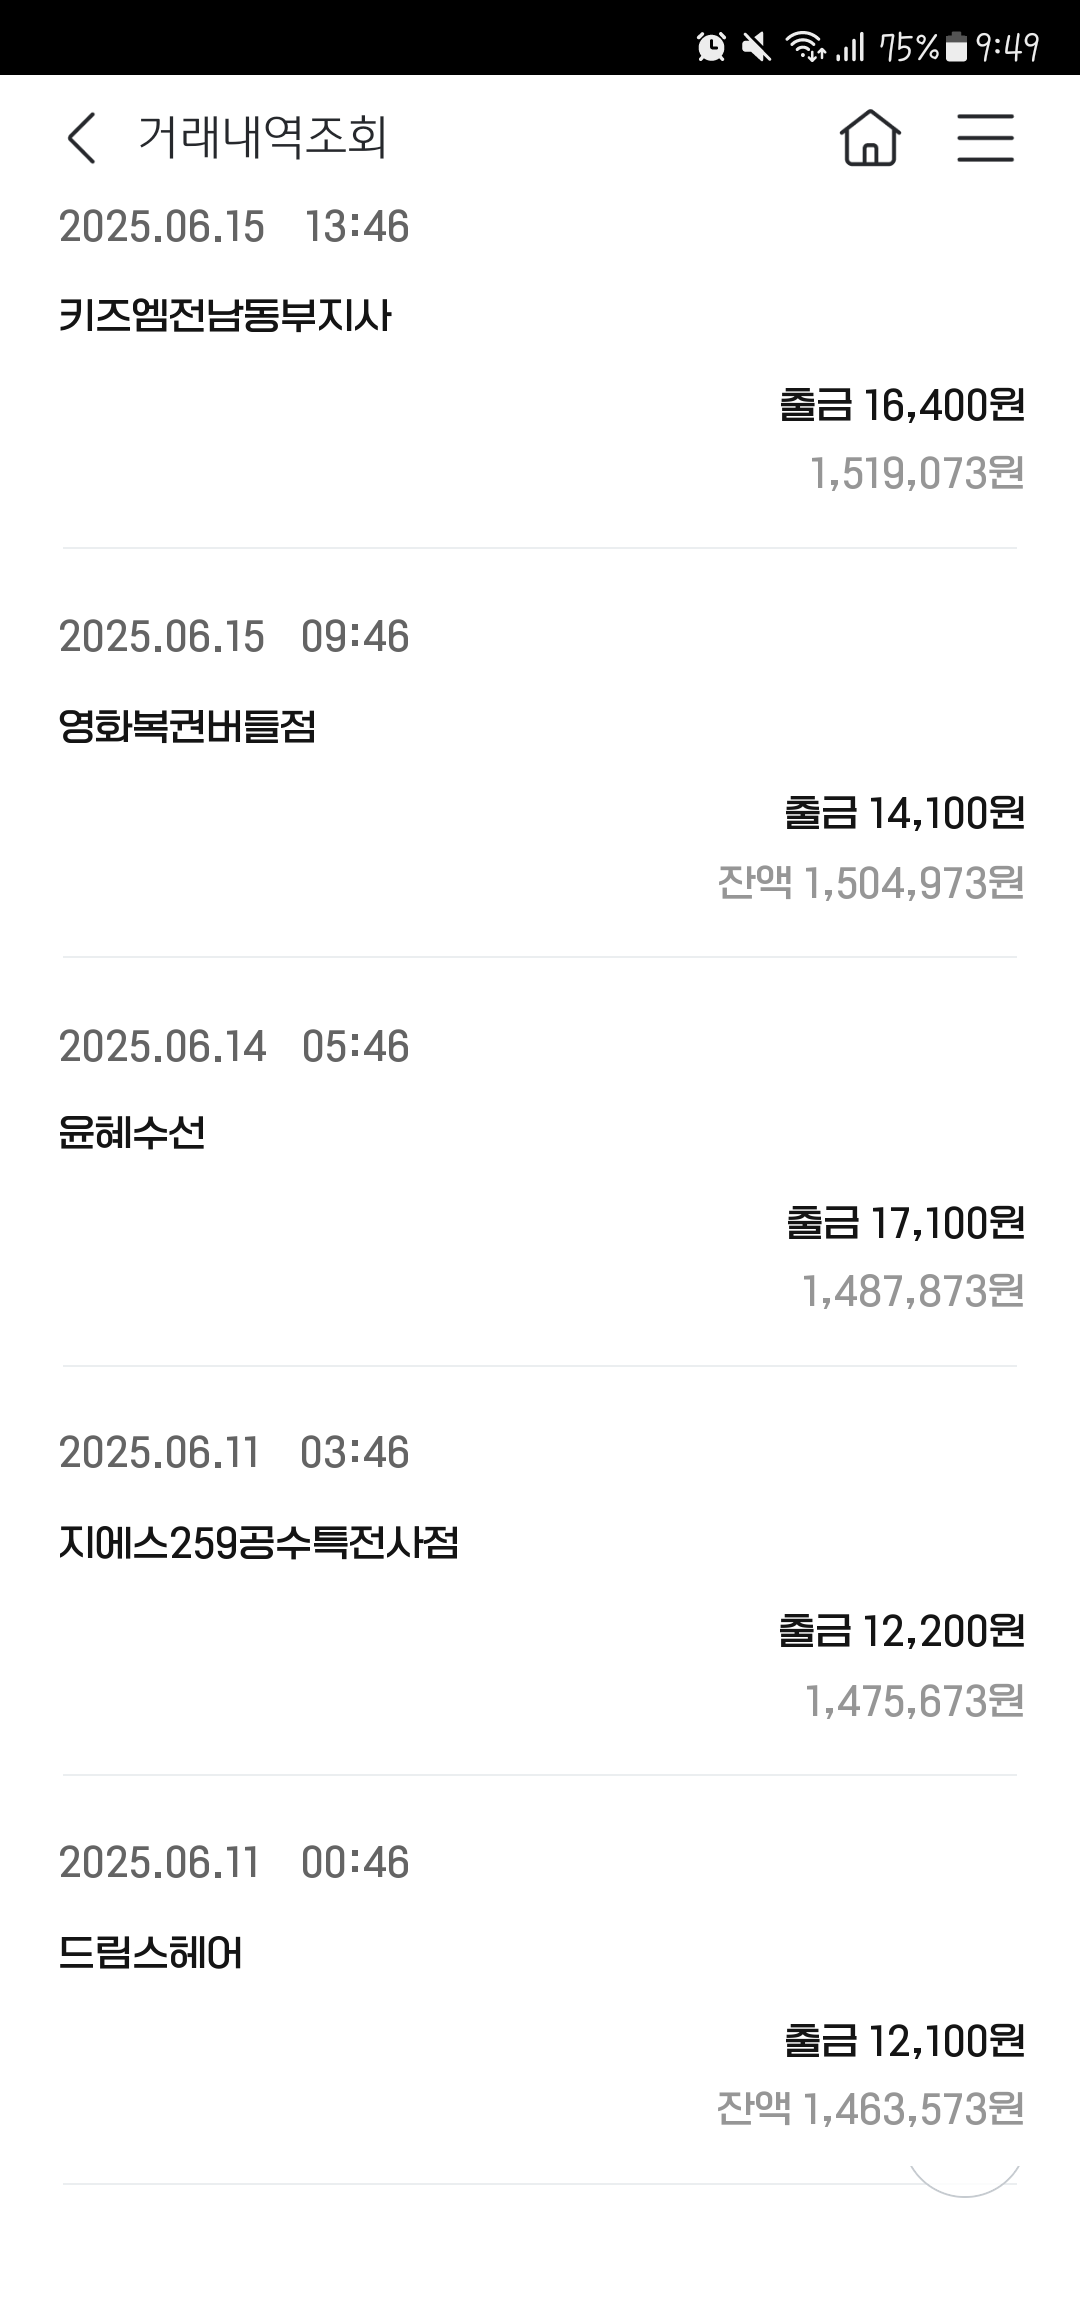 75% 9:49
거래내역조회
2025.06.15 13:46
키즈엠전남동부지사
출금 16,400원
1,519,073원
2025.06.15 09:46
영화복권버들점
출금 14,100원
잔액 1,504,973원
2025.06.14 05:46
윤혜수선
출금 17,100원
1,487,873원
2025.06.11 03:46
지에스259공수특전사점
출금 12,200원
1,475,673원
2025.06.11 00:46
드림스헤어
출금 12,100원
잔액 1,463,573원